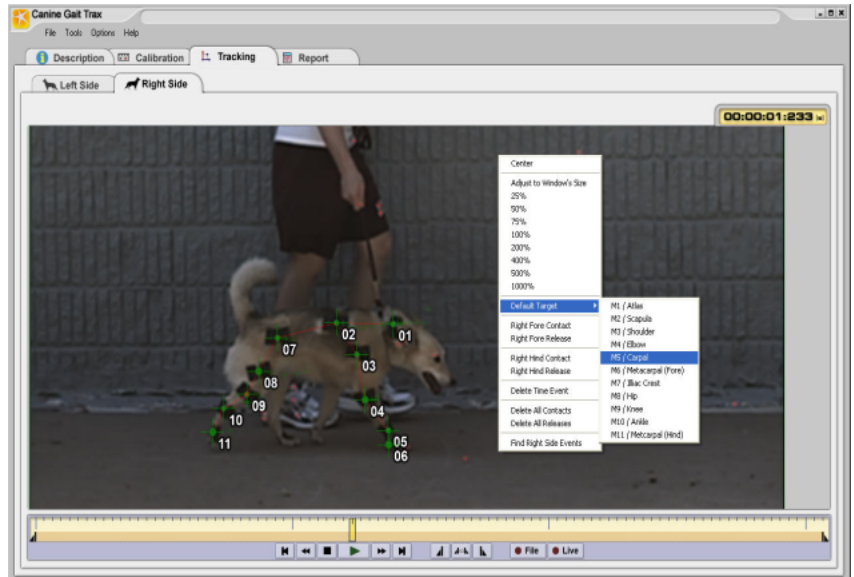 Canine Gait Trax
File Tools Options Help
Description Calibration Tracking Report
Left Side Right Side
00:00:01:233
Center
Adjust to Window's Size
25%
50%
75%
100%
200%
400%
500%
1000%
Default Target
Right Fore Contact
Right Fore Release
Right Hind Contact
Right Hind Release
Delete Time Event
Delete All Contacts
Delete All Releases
Find Right Side Events
M1 / Atlas
M2 / Scapula
M3 / Shoulder
M4 / Elbow
M5 / Carpal
M6 / Metacarpal (Fore)
M7 / Iliac Crest
M8 / Hip
M9 / Knee
M10 / Ankle
M11 / Metcarpal (Hind)
01
02
07
03
08
09
04
10
11
05
06
File Live